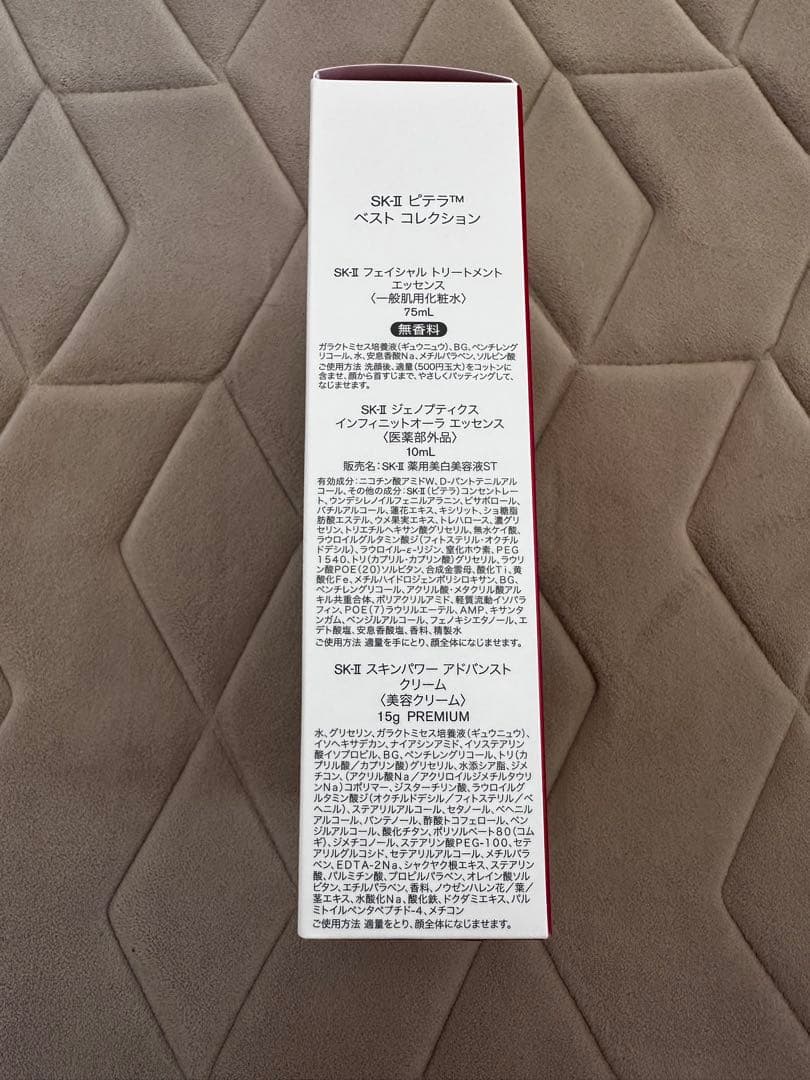 SK-II ピテラ™
ベスト コレクション
SK-II フェイシャル トリートメント
エッセンス
〈一般肌用化粧水〉
75mL
無香料
ガラクトミセス培養液(ギュウニュウ)、BG、ペンチレング
リコール、水、安息香酸Na、メチルパラベン、ソルビン酸
ご使用方法 洗顔後、適量(500円玉大)をコットンに
含ませ、顔から首すじまで、やさしくパッティングして、
なじませます。
SK-II ジェノプティクス
インフィニットオーラ エッセンス
〈医薬部外品〉
10mL
販売名:SK-II 薬用美白美容液ST
有効成分:ニコチン酸アミドW、D-パントテニルアル
コール、その他の成分:SK-II(ピテラ)コンセントレー
ト、ウンデシレノイルフェニルアラニン、ビサボロール、
バチルアルコール、蓮花エキス、キシリット、ショ糖脂
肪酸エステル、ウメ果実エキス、トレハロース、濃グリ
セリン、トリエチルヘキサン酸グリセリル、無水ケイ酸、
ラウロイルグルタミン酸ジ(フィトステリル・オクチル
ドデシル)、ラウロイル-ε-リジン、窒化ホウ素、PEG
1540、トリ(カプリル・カプリン酸)グリセリル、ラウリ
ン酸POE(20)ソルビタン、合成金雲母、酸化Ti、黄
酸化Fe、メチルハイドロジェンポリシロキサン、BG、
ペンチレングリコール、アクリル酸・メタクリル酸アル
キル共重合体、ポリアクリルアミド、軽質流動イソパラ
フィン、POE(7)ラウリルエーテル、AMP、キサンタ
ンガム、ベンジルアルコール、フェノキシエタノール、エ
デト酸塩、安息香酸塩、香料、精製水
ご使用方法 適量を手にとり、顔全体になじませます。
SK-II スキンパワー アドバンスト
クリーム
〈美容クリーム〉
15g PREMIUM
水、グリセリン、ガラクトミセス培養液(ギュウニュウ)、
イソヘキサデカン、ナイアシンアミド、イソステアリン
酸イソプロピル、BG、ペンチレングリコール、トリ(カ
プリル酸/カプリン酸)グリセリル、水添シア脂、ジメ
チコン、(アクリル酸Na/アクリロイルジメチルタウリ
ンNa)コポリマー、ジスターチリン酸、ラウロイルグ
ルタミン酸ジ(オクチルドデシル/フィトステリル/ベ
ヘニル)、ステアリルアルコール、セタノール、ベヘニル
アルコール、パンテノール、酢酸トコフェロール、ベン
ジルアルコール、酸化チタン、ポリソルベート80(コム
ギ)、ジメチコノール、ステアリン酸PEG-100、セテ
アリルグルコシド、セテアリルアルコール、メチルパラ
ベン、EDTA-2Na、シャクヤク根エキス、ステアリン
酸、パルミチン酸、プロピルパラベン、オレイン酸ソル
ビタン、エチルパラベン、香料、ノウゼンハレン花/葉/
茎エキス、水酸化Na、酸化鉄、ドクダミエキス、パル
ミトイルペンタペプチド-4、メチコン
ご使用方法 適量をとり、顔全体になじませます。